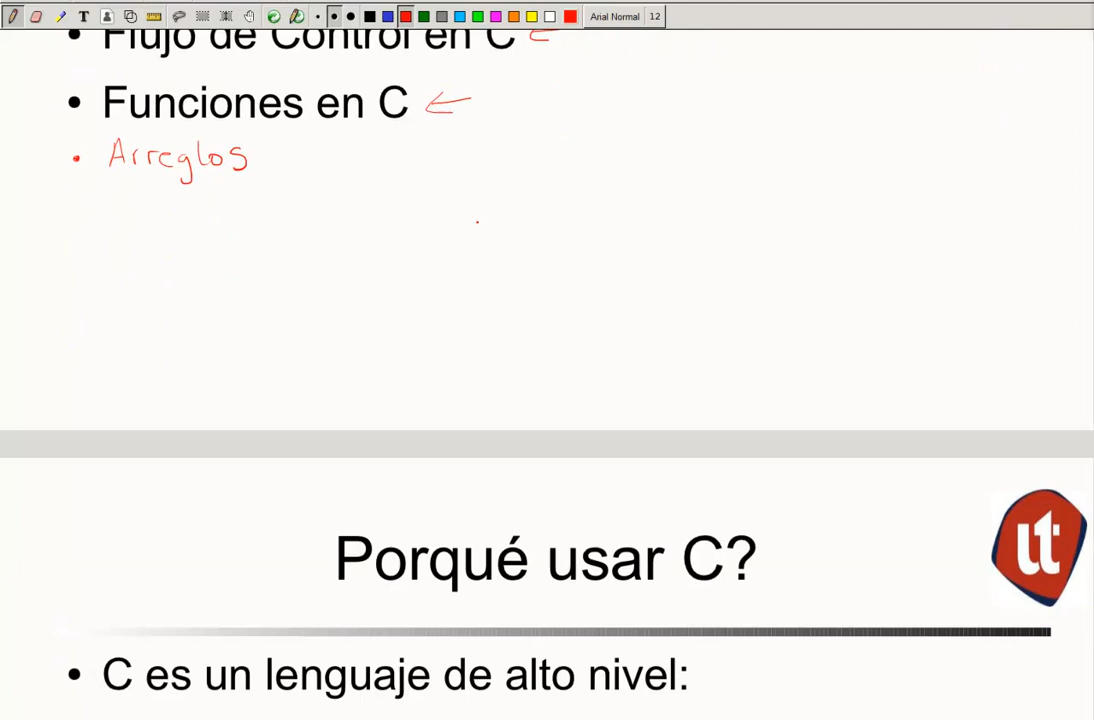 Arial Normal 12
• Flujo de Control en C
• Funciones en C
• Arreglos
Porqué usar C?
ut
• C es un lenguaje de alto nivel: